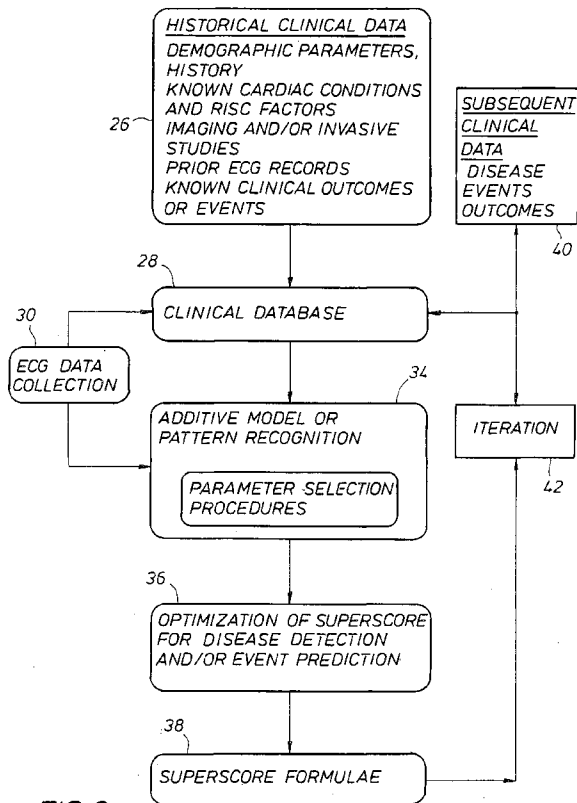 HISTORICAL CLINICAL DATA
DEMOGRAPHIC PARAMETERS,
HISTORY
KNOWN CARDIAC CONDITIONS
AND RISC FACTORS
IMAGING AND/OR INVASIVE
STUDIES
PRIOR ECG RECORDS
KNOWN CLINICAL OUTCOMES
OR EVENTS
26
SUBSEQUENT
CLINICAL
DATA
DISEASE
EVENTS
OUTCOMES
40
28
CLINICAL DATABASE
30
ECG DATA
COLLECTION
34
ADDITIVE MODEL OR
PATTERN RECOGNITION
PARAMETER SELECTION
PROCEDURES
ITERATION
42
36
OPTIMIZATION OF SUPERSCORE
FOR DISEASE DETECTION
AND/OR EVENT PREDICTION
38
SUPERSCORE FORMULAE